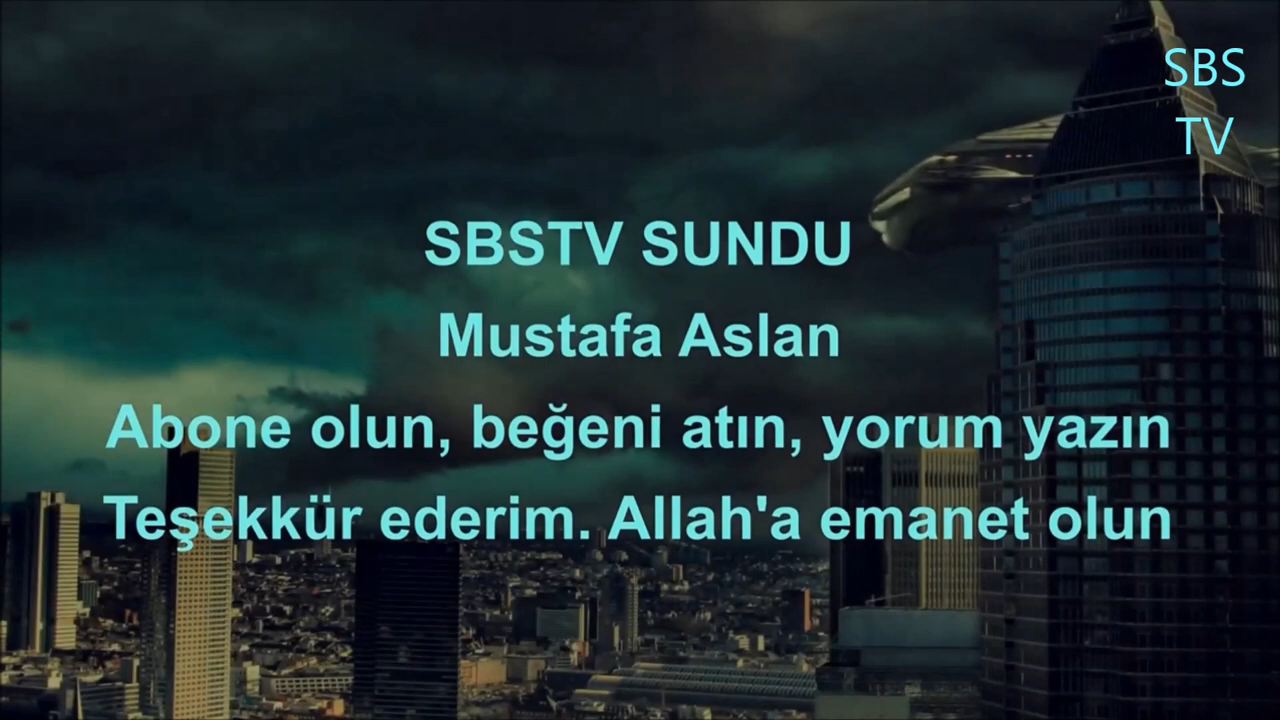 SBS
TV
SBSTV SUNDU
Mustafa Aslan
Abone olun, beğeni atın, yorum yazın
Teşekkür ederim. Allah'a emanet olun